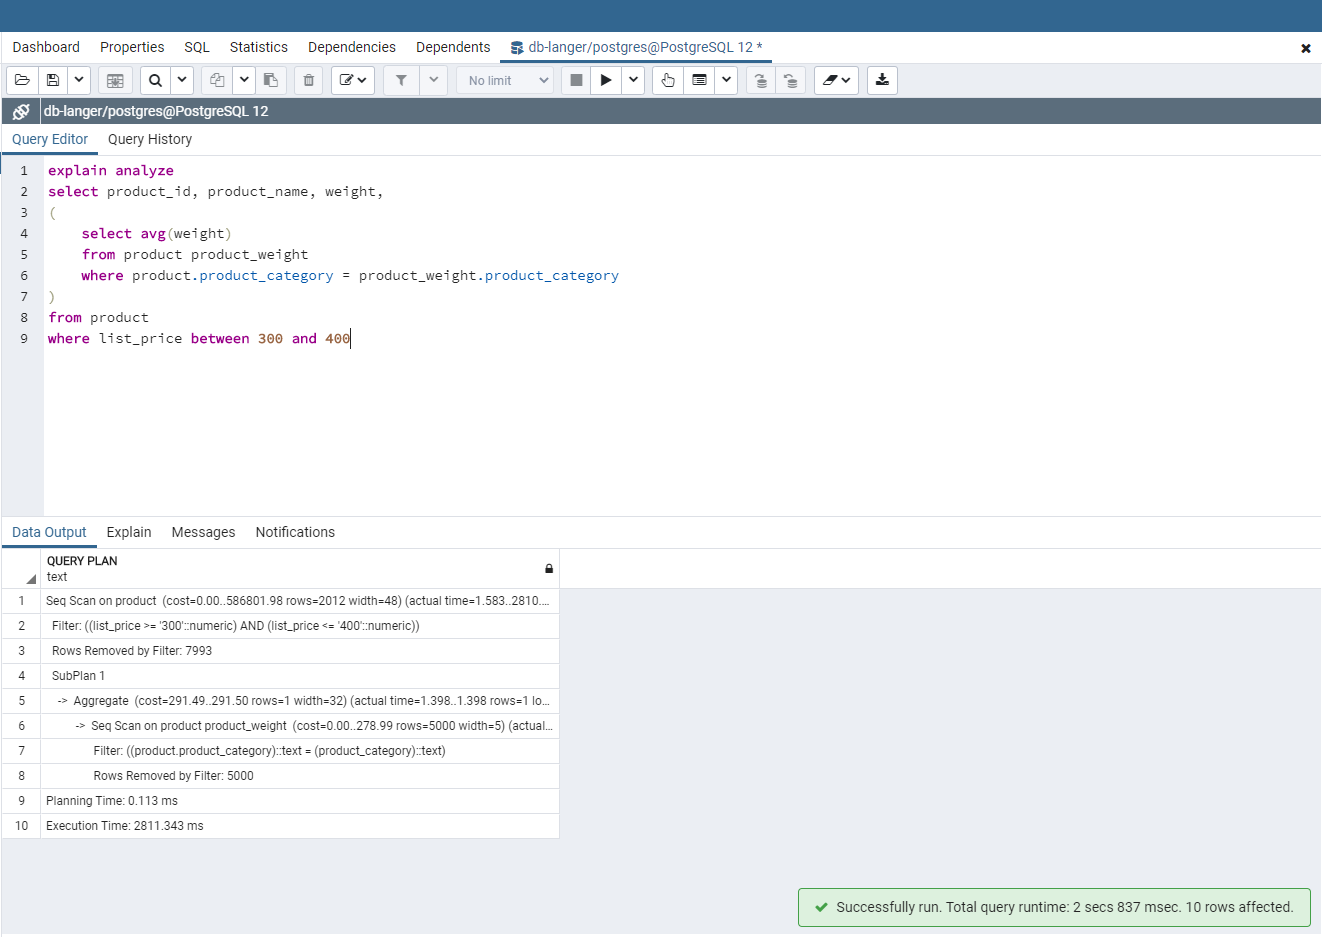 Dashboard Properties SQL Statistics Dependencies Dependents db-langer/postgres@PostgreSQL 12 *
No limit
db-langer/postgres@PostgreSQL 12
Query Editor Query History
1 explain analyze
2 select product_id, product_name, weight,
3 (
4 select avg(weight)
5 from product product_weight
6 where product.product_category = product_weight.product_category
7 )
8 from product
9 where list_price between 300 and 400
Data Output Explain Messages Notifications
QUERY PLAN
text
1 Seq Scan on product (cost=0.00..586801.98 rows=2012 width=48) (actual time=1.583..2810....
2 Filter: ((list_price >= '300'::numeric) AND (list_price <= '400'::numeric))
3 Rows Removed by Filter: 7993
4 SubPlan 1
5 -> Aggregate (cost=291.49..291.50 rows=1 width=32) (actual time=1.398..1.398 rows=1 lo...
6 -> Seq Scan on product product_weight (cost=0.00..278.99 rows=5000 width=5) (actual...
7 Filter: ((product.product_category)::text = (product_category)::text)
8 Rows Removed by Filter: 5000
9 Planning Time: 0.113 ms
10 Execution Time: 2811.343 ms
Successfully run. Total query runtime: 2 secs 837 msec. 10 rows affected.